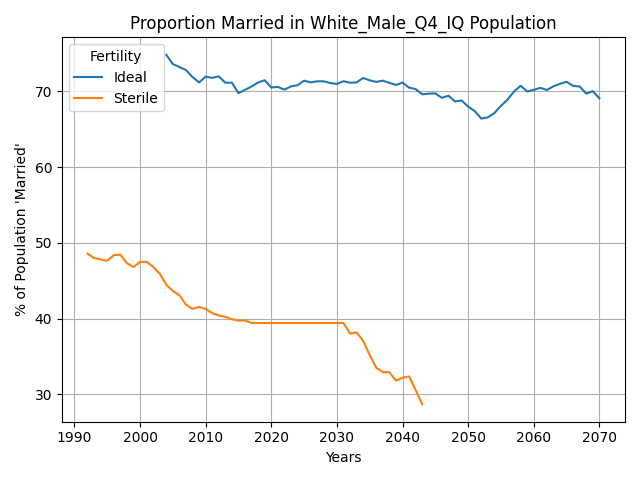 Proportion Married in White_Male_Q4_IQ Population
Fertility
Ideal
Sterile
% of Population 'Married'
70
60
50
40
30
1990 2000 2010 2020 2030 2040 2050 2060 2070
Years